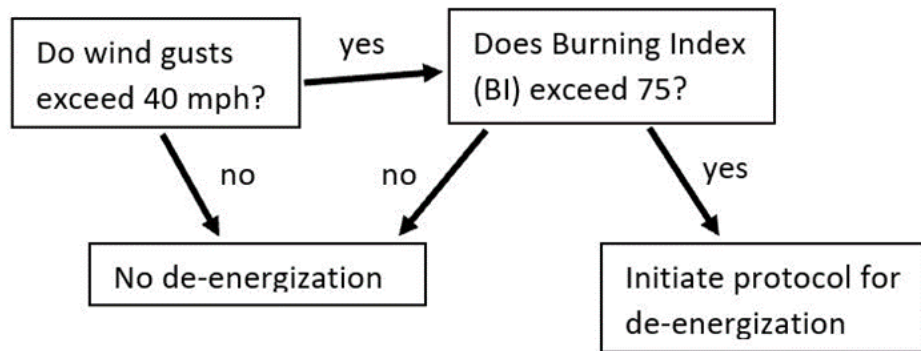 Do wind gusts
exceed 40 mph?
yes
Does Burning Index
(BI) exceed 75?
no
no
yes
No de-energization
Initiate protocol for
de-energization